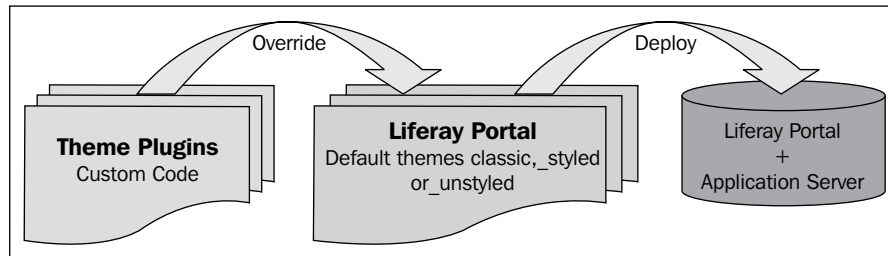 Override
Deploy
Theme Plugins
Custom Code
Liferay Portal
Default themes classic,_styled
or_unstyled
Liferay Portal
+
Application Server